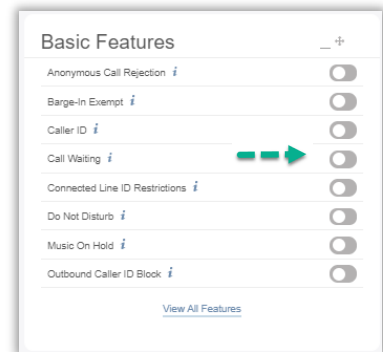 Basic Features
Anonymous Call Rejection i
Barge-In Exempt i
Caller ID i
Call Waiting i
Connected Line ID Restrictions i
Do Not Disturb i
Music On Hold i
Outbound Caller ID Block i
View All Features